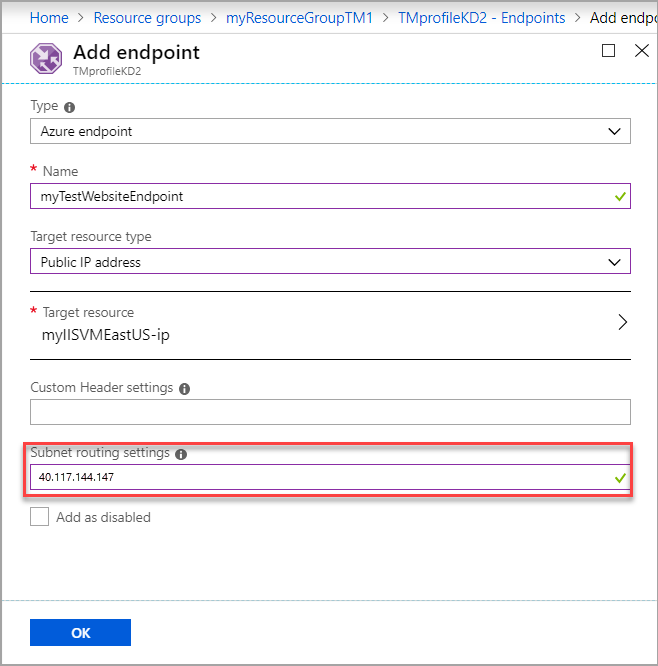 Home > Resource groups > myResourceGroupTM1 > TMprofileKD2 - Endpoints > Add endpo
Add endpoint
TMprofileKD2
Type
Azure endpoint
* Name
myTestWebsiteEndpoint
Target resource type
Public IP address
* Target resource
myIISVMEastUS-ip
Custom Header settings
Subnet routing settings
40.117.144.147
Add as disabled
OK